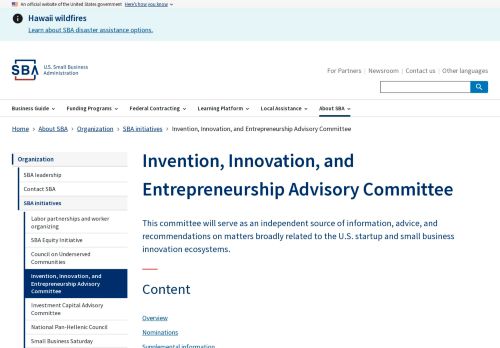 An official website of the United States government Here's how you know
Hawaii wildfires
Learn about SBA disaster assistance options.
SBA
U.S. Small Business
Administration
For Partners Newsroom Contact us Other languages
Business Guide Funding Programs Federal Contracting Learning Platform Local Assistance About SBA
Home › About SBA › Organization › SBA initiatives › Invention, Innovation, and Entrepreneurship Advisory Committee
Organization
SBA leadership
Contact SBA
SBA initiatives
Labor partnerships and worker
organizing
SBA Equity Initiative
Council on Underserved
Communities
Invention, Innovation, and
Entrepreneurship Advisory
Committee
Investment Capital Advisory
Committee
National Pan-Hellenic Council
Small Business Saturday
Invention, Innovation, and
Entrepreneurship Advisory Committee
This committee will serve as an independent source of information, advice, and
recommendations on matters broadly related to the U.S. startup and small business
innovation ecosystems.
Content
Overview
Nominations
Supplemental information